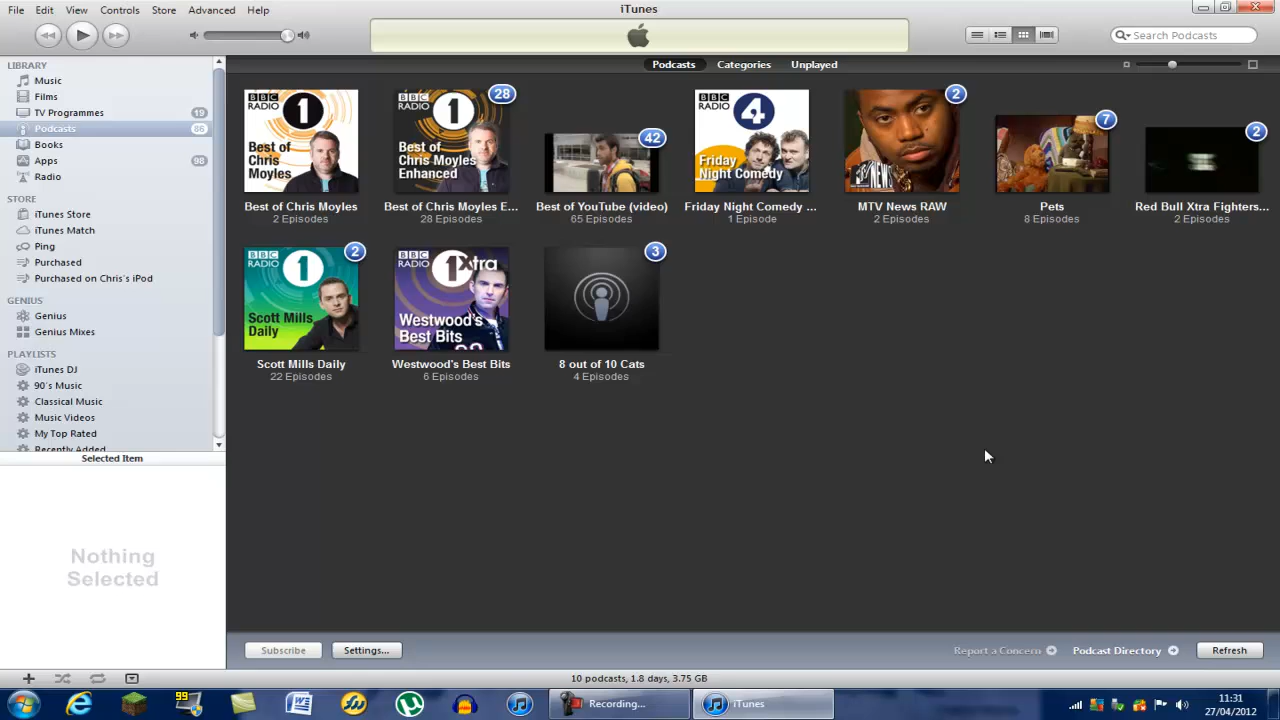 File Edit View Controls Store Advanced Help
iTunes
Search Podcasts
LIBRARY
Music
Films
TV Programmes 19
Podcasts 86
Books
Apps 98
Radio
STORE
iTunes Store
iTunes Match
Ping
Purchased
Purchased on Chris's iPod
GENIUS
Genius
Genius Mixes
PLAYLISTS
iTunes DJ
90's Music
Classical Music
Music Videos
My Top Rated
Recently Added
Selected Item
Nothing
Selected
Podcasts Categories Unplayed
BBC
RADIO
1
Best of
Chris
Moyles
Best of Chris Moyles
2 Episodes
28
BBC
RADIO
1
Best of
Chris Moyles
Enhanced
Best of Chris Moyles E...
28 Episodes
42
Best of YouTube (video)
65 Episodes
BBC
RADIO
4
Friday
Night Comedy
Friday Night Comedy ...
1 Episode
2
MTV NEWS
MTV News RAW
2 Episodes
7
Pets
8 Episodes
2
Red Bull Xtra Fighters...
2 Episodes
2
BBC
RADIO
1
Scott Mills
Daily
Scott Mills Daily
22 Episodes
BBC
RADIO
1Xtra
Westwood's
Best Bits
Westwood's Best Bits
6 Episodes
3
8 out of 10 Cats
4 Episodes
Subscribe Settings... Report a Concern Podcast Directory Refresh
10 podcasts, 1.8 days, 3.75 GB
99
Recording...
iTunes
11:31
27/04/2012